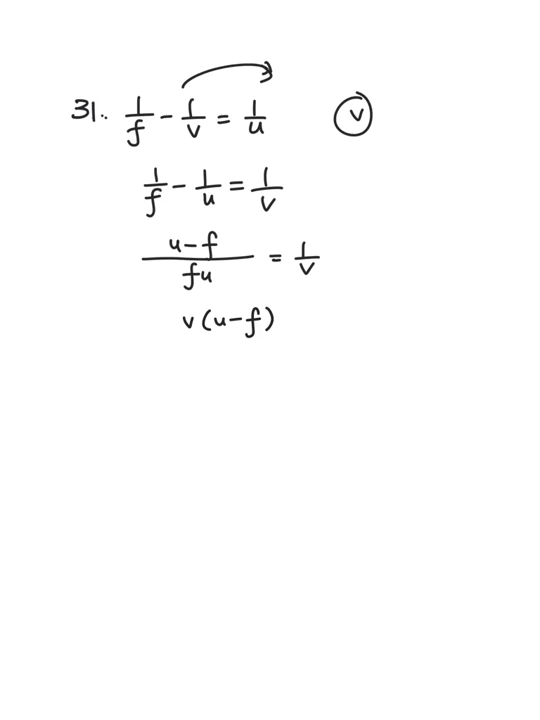 31.. 1/f - 1/v = 1/u v
1/f - 1/u = 1/v
u-f/fu = 1/v
v(u-f)